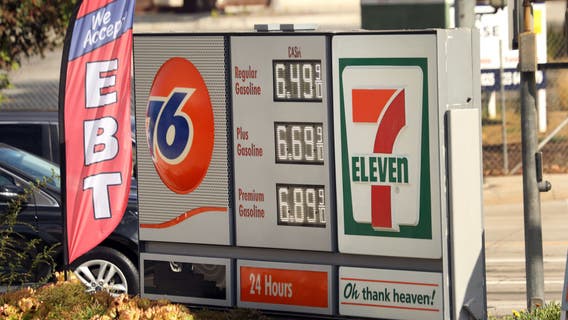 We
Accept
EBT
76
CASH
Regular
Gasoline
6.49 9/10
Plus
Gasoline
6.69 9/10
Premium
Gasoline
6.89 9/10
7
ELEVEN
24 Hours
Oh thank heaven!